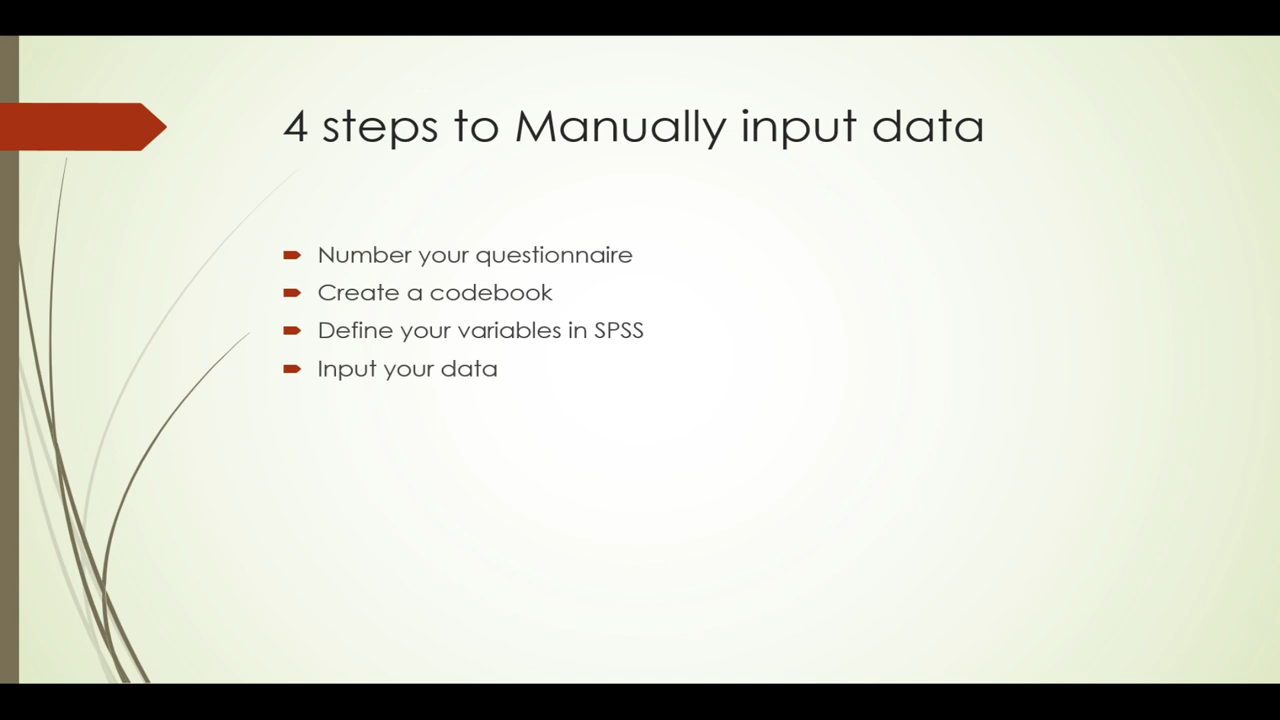 4 steps to Manually input data
Number your questionnaire
Create a codebook
Define your variables in SPSS
Input your data